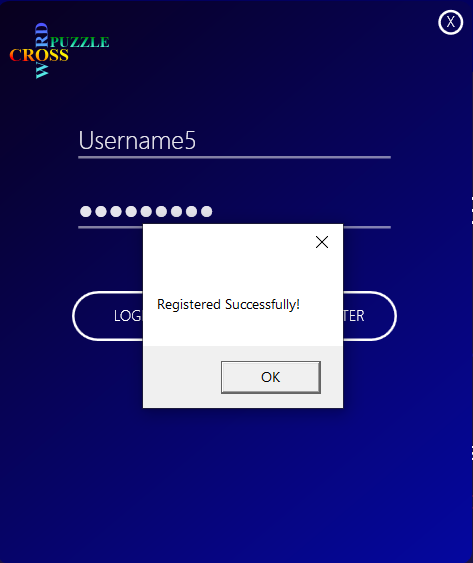 X
WORD
PUZZLE
CROSS
Username5
Registered Successfully!
OK